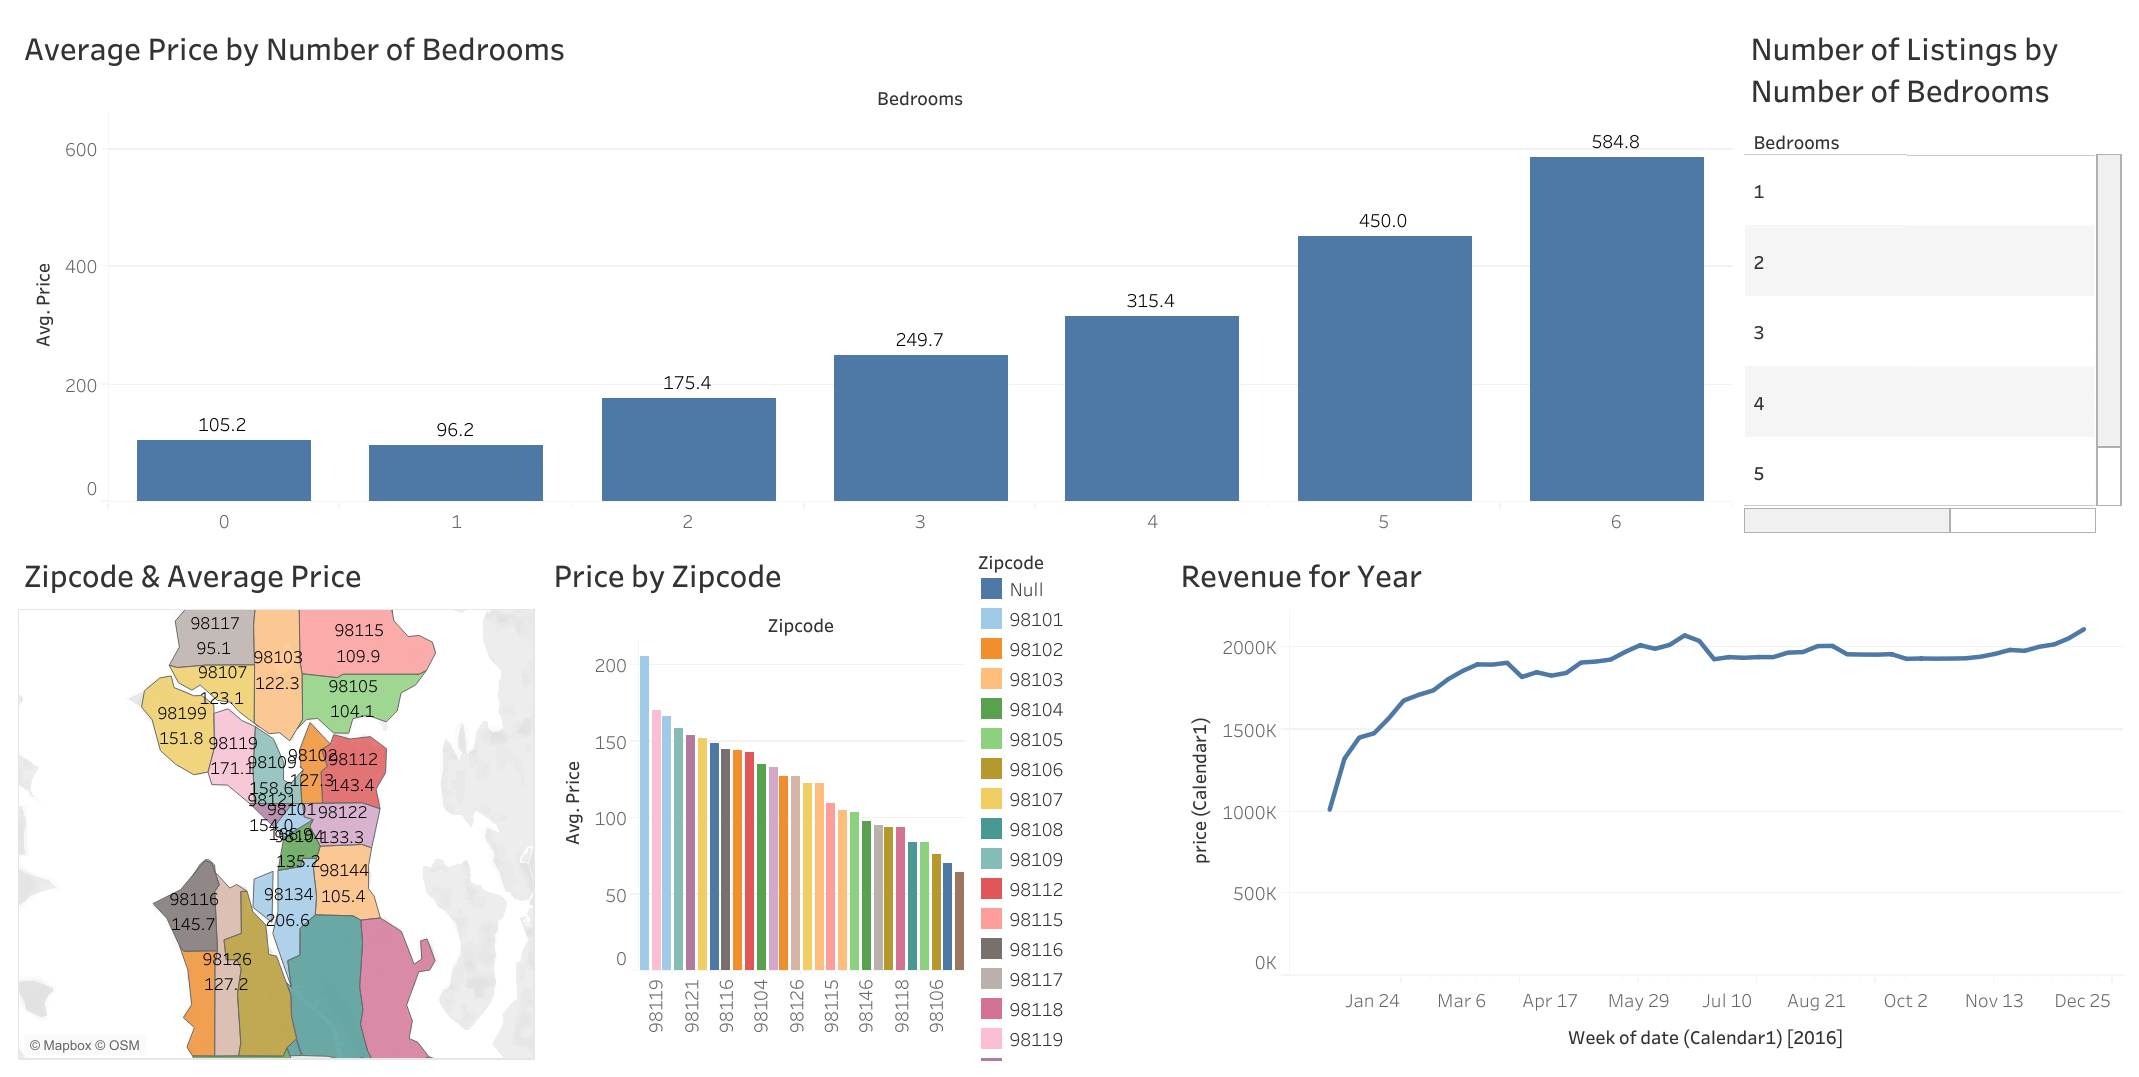 Average Price by Number of Bedrooms
Bedrooms
Avg. Price
600
400
200
0
105.2
96.2
175.4
249.7
315.4
450.0
584.8
0 1 2 3 4 5 6
Number of Listings by
Number of Bedrooms
Bedrooms
1
2
3
4
5
Zipcode & Average Price
98117
95.1
98103
122.3
98115
109.9
98107
123.1
98105
104.1
98199
151.8
98119
171.1
98109
158.6
98102
127.3
98112
143.4
98121
154.0
98101
98122
133.3
98104
135.2
98144
105.4
98134
206.6
98116
145.7
98126
127.2
© Mapbox © OSM
Price by Zipcode
Zipcode
Avg. Price
200
150
100
50
0
98119 98121 98116 98104 98126 98115 98146 98118 98106
Zipcode
Null
98101
98102
98103
98104
98105
98106
98107
98108
98109
98112
98115
98116
98117
98118
98119
Revenue for Year
price (Calendar1)
2000K
1500K
1000K
500K
0K
Jan 24 Mar 6 Apr 17 May 29 Jul 10 Aug 21 Oct 2 Nov 13 Dec 25
Week of date (Calendar1) [2016]